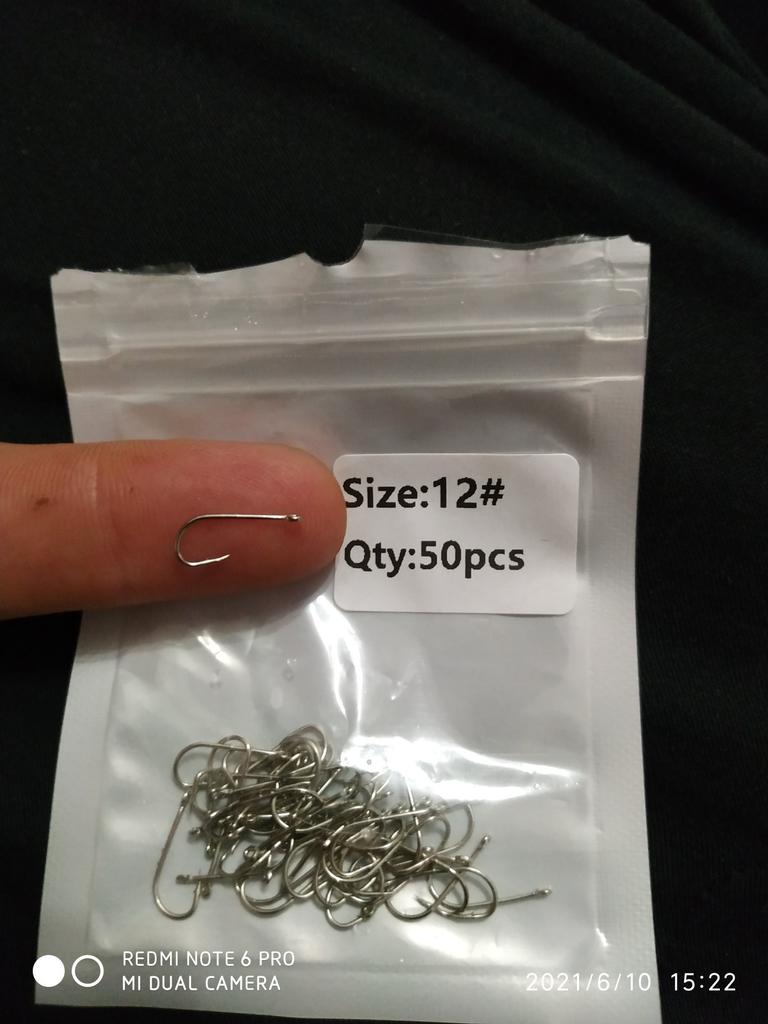 Size:12#
Qty:50pcs
REDMI NOTE 6 PRO
MI DUAL CAMERA
2021/6/10 15:22